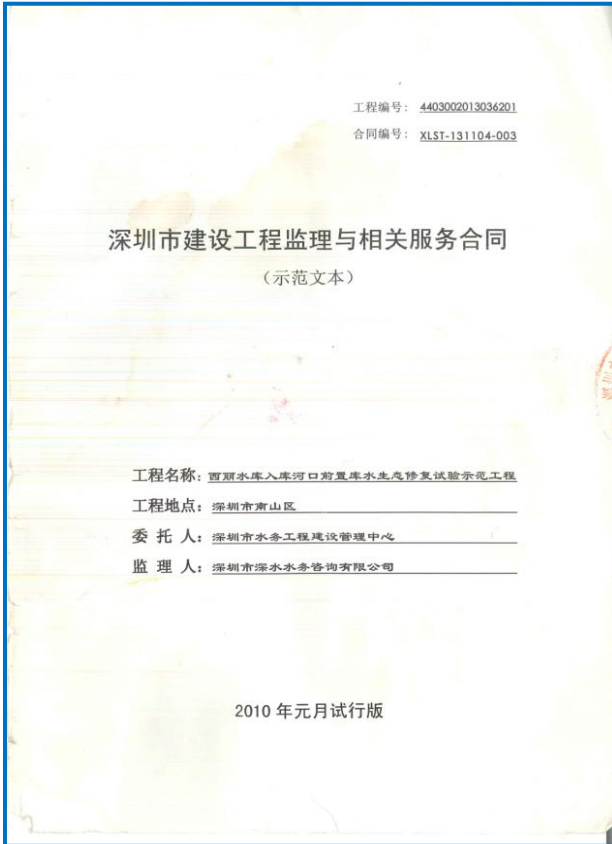 工程编号: 4403002013036201
合同编号: XLST-131104-003
深圳市建设工程监理与相关服务合同
(示范文本)
工程名称: 西丽水库入库河口前置库水生态修复试验示范工程
工程地点: 深圳市南山区
委托人: 深圳市水务工程建设管理中心
监理人: 深圳市深水水务咨询有限公司
2010年元月试行版